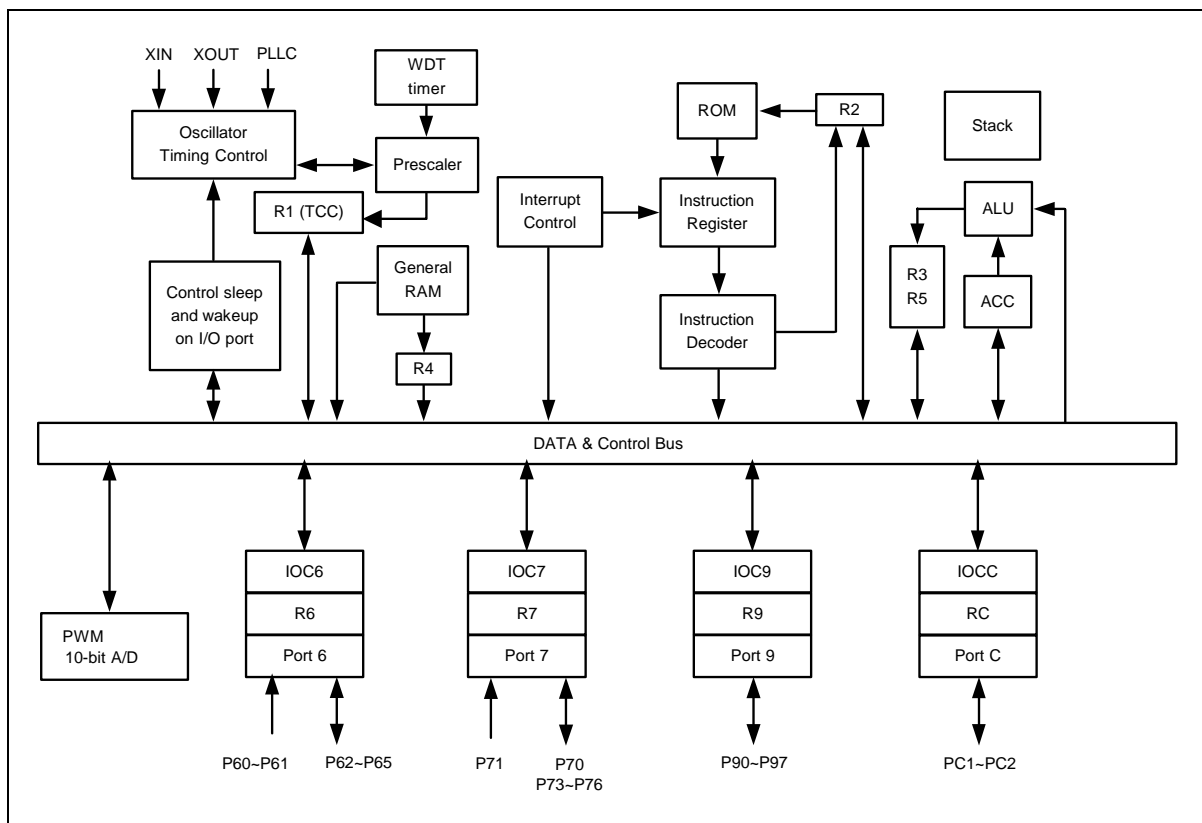 XIN XOUT PLLC
WDT
timer
Oscillator
Timing Control
Prescaler
R1 (TCC)
ROM
R2
Stack
Interrupt
Control
Instruction
Register
ALU
Control sleep
and wakeup
on I/O port
General
RAM
R4
Instruction
Decoder
R3
R5
ACC
DATA & Control Bus
PWM
10-bit A/D
IOC6
R6
Port 6
IOC7
R7
Port 7
IOC9
R9
Port 9
IOCC
RC
Port C
P60~P61
P62~P65
P71
P70
P73~P76
P90~P97
PC1~PC2